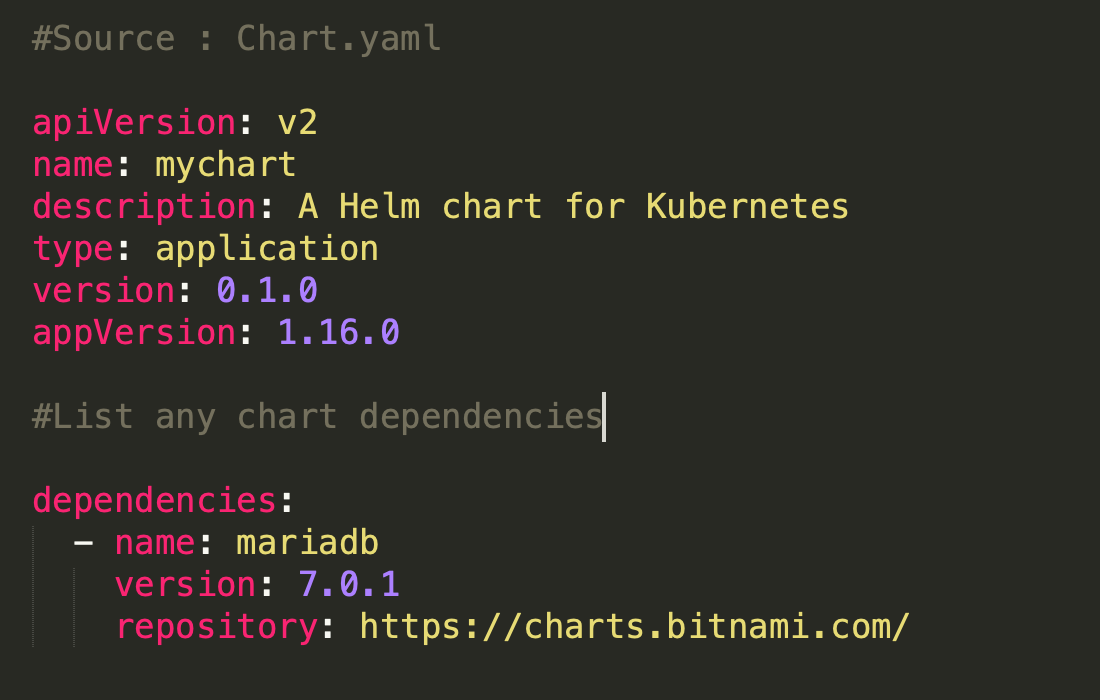 #Source : Chart.yaml
apiVersion: v2
name: mychart
description: A Helm chart for Kubernetes
type: application
version: 0.1.0
appVersion: 1.16.0
#List any chart dependencies
dependencies:
  - name: mariadb
    version: 7.0.1
    repository: https://charts.bitnami.com/